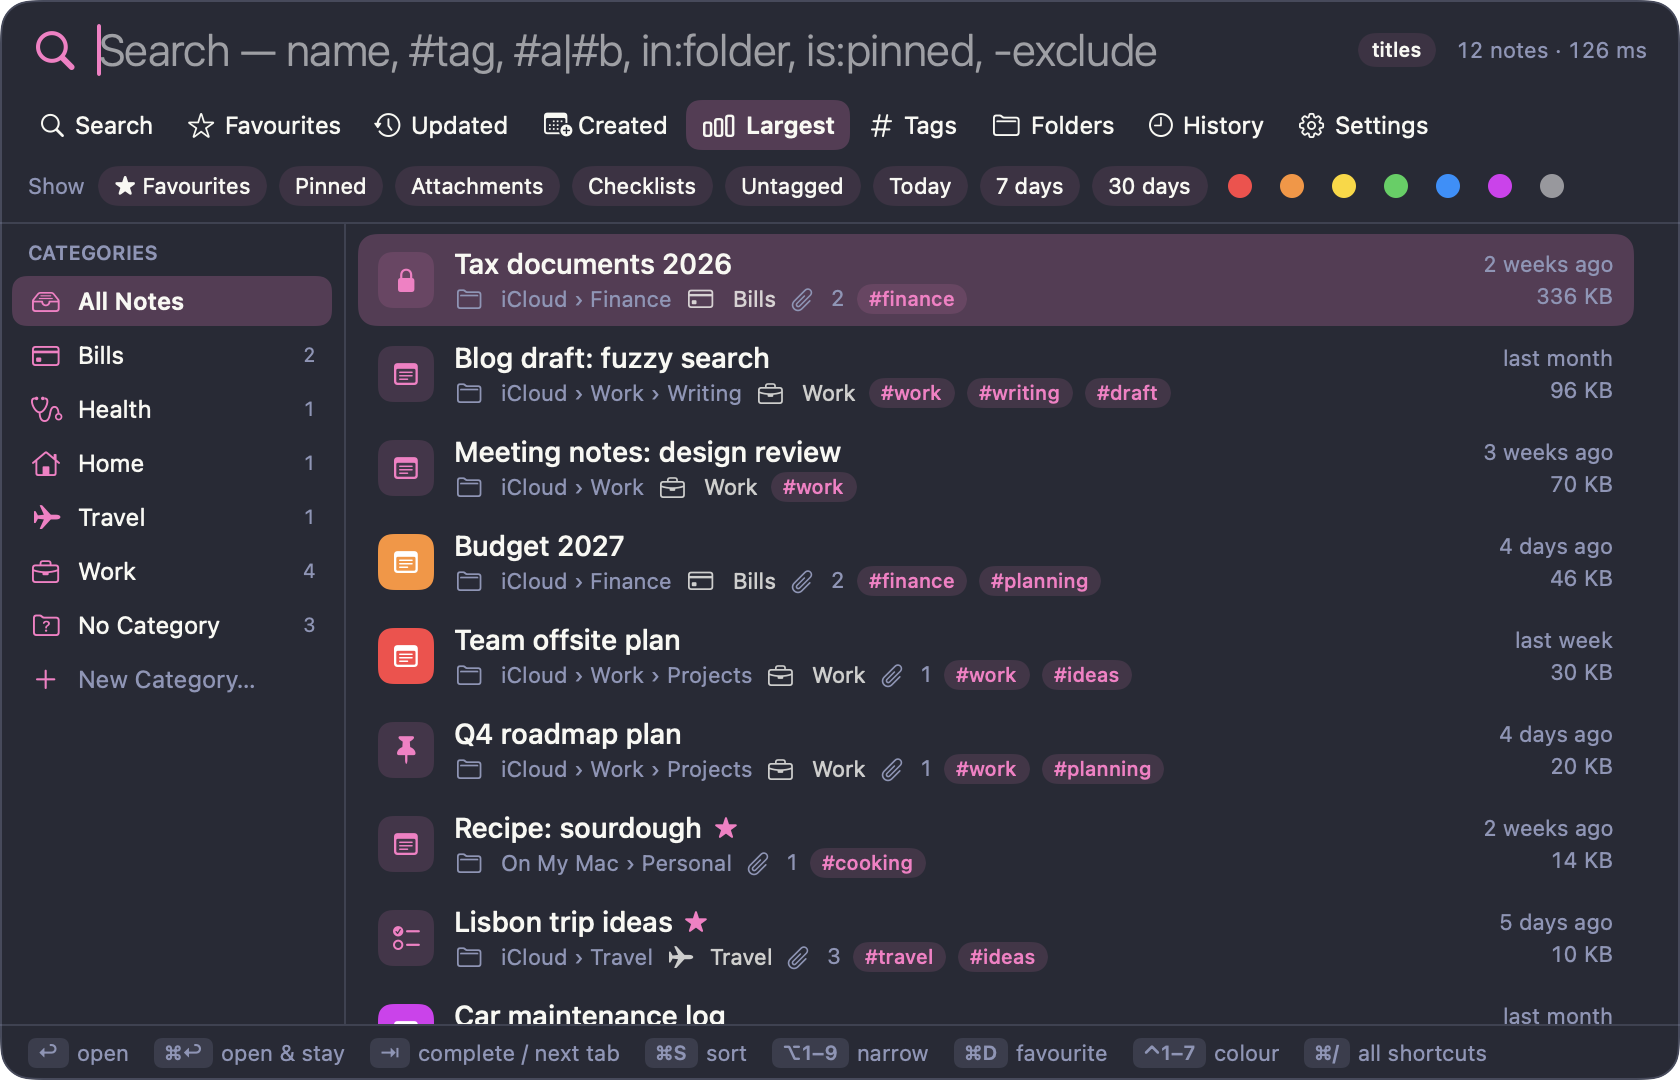 Search — name, #tag, #a|#b, in:folder, is:pinned, -exclude titles 12 notes · 126 ms
Search Favourites Updated Created Largest # Tags Folders History Settings
Show ★ Favourites Pinned Attachments Checklists Untagged Today 7 days 30 days
CATEGORIES
All Notes
Bills 2
Health 1
Home 1
Travel 1
Work 4
No Category 3
+ New Category...
Tax documents 2026 2 weeks ago
iCloud › Finance Bills 2 #finance 336 KB
Blog draft: fuzzy search last month
iCloud › Work › Writing Work #work #writing #draft 96 KB
Meeting notes: design review 3 weeks ago
iCloud › Work Work #work 70 KB
Budget 2027 4 days ago
iCloud › Finance Bills 2 #finance #planning 46 KB
Team offsite plan last week
iCloud › Work › Projects Work 1 #work #ideas 30 KB
Q4 roadmap plan 4 days ago
iCloud › Work › Projects Work 1 #work #planning 20 KB
Recipe: sourdough ★ 2 weeks ago
On My Mac › Personal 1 #cooking 14 KB
Lisbon trip ideas ★ 5 days ago
iCloud › Travel Travel 3 #travel #ideas 10 KB
Car maintenance log last month
↩ open ⌘↩ open & stay ⇥ complete / next tab ⌘S sort ⌥1–9 narrow ⌘D favourite ^1–7 colour ⌘/ all shortcuts